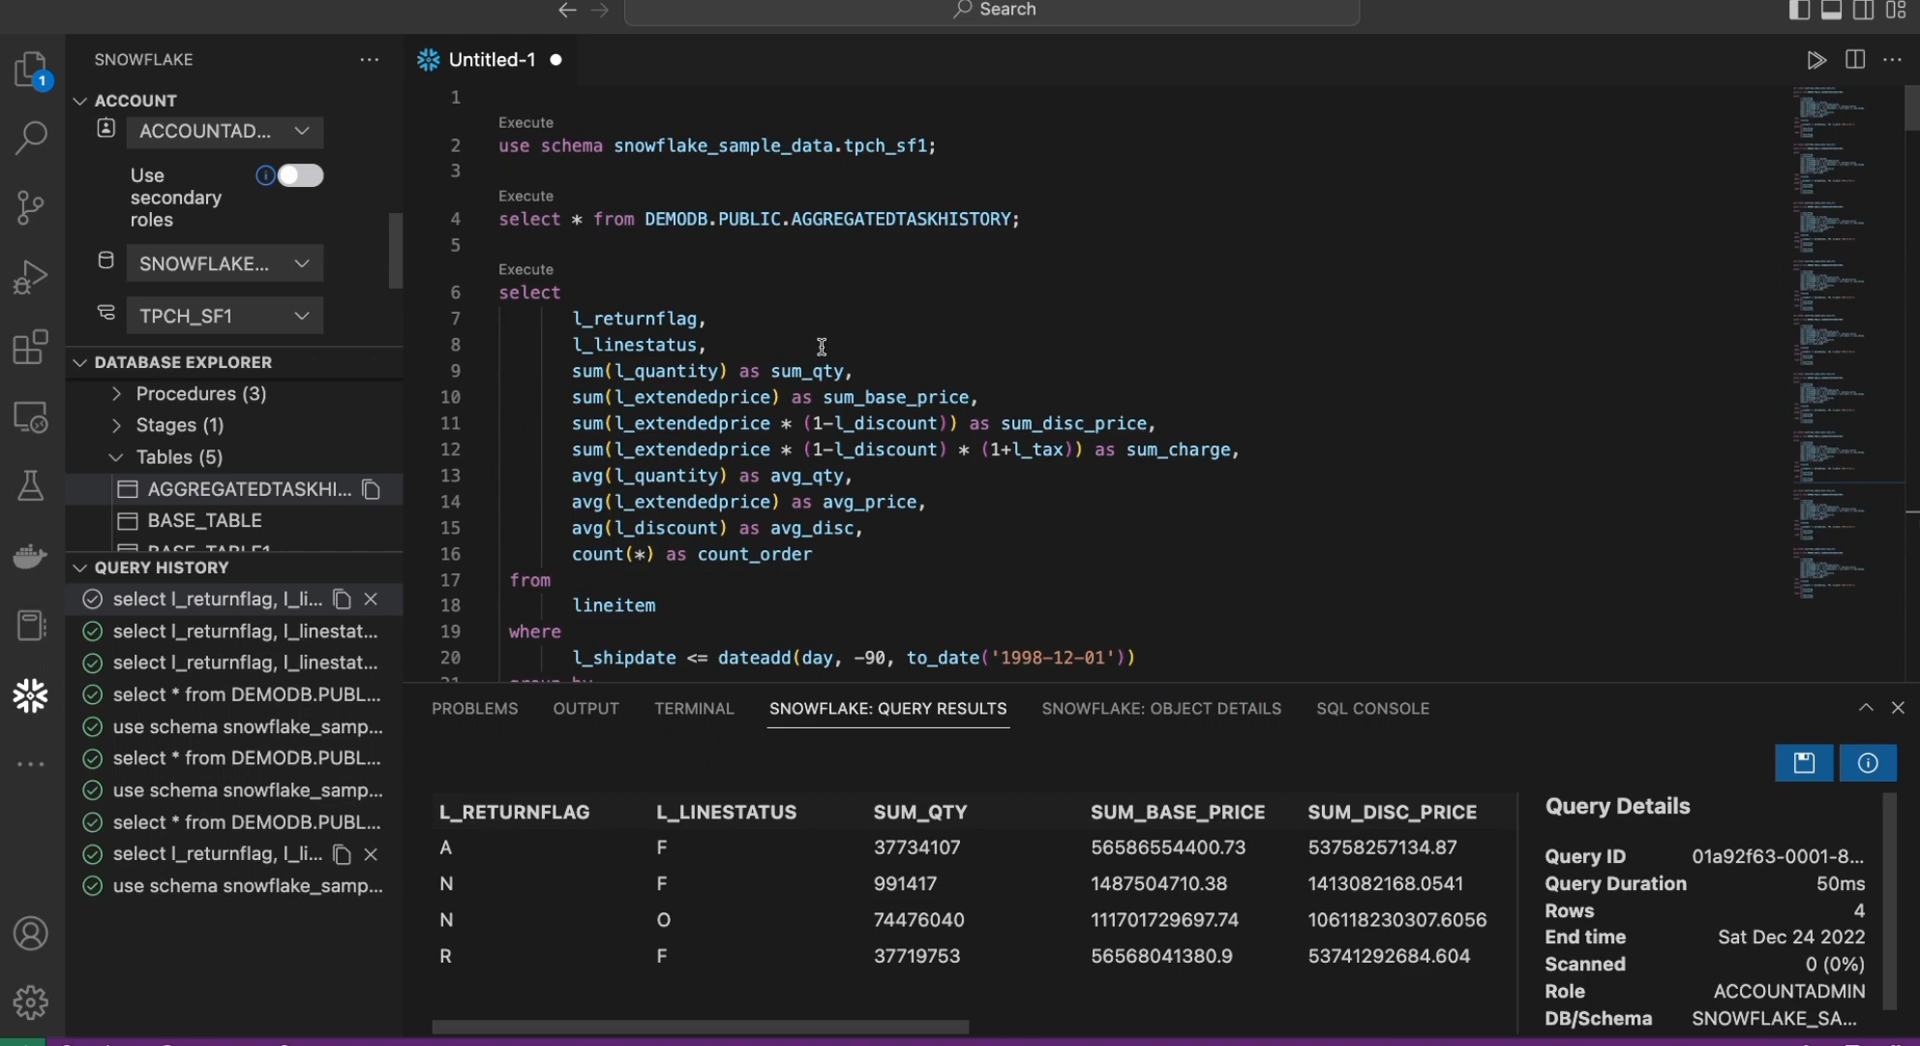 Search
SNOWFLAKE
1
ACCOUNT
ACCOUNTAD...
Use
secondary
roles
SNOWFLAKE...
TPCH_SF1
DATABASE EXPLORER
Procedures (3)
Stages (1)
Tables (5)
AGGREGATEDTASKHI...
BASE_TABLE
BASE_TABLE1
QUERY HISTORY
select l_returnflag, l_li...
select l_returnflag, l_linestat...
select l_returnflag, l_linestat...
select * from DEMODB.PUBL...
use schema snowflake_samp...
select * from DEMODB.PUBL...
use schema snowflake_samp...
select * from DEMODB.PUBL...
select l_returnflag, l_li...
use schema snowflake_samp...
Untitled-1
1
Execute
2 use schema snowflake_sample_data.tpch_sf1;
3
Execute
4 select * from DEMODB.PUBLIC.AGGREGATEDTASKHISTORY;
5
Execute
6 select
7 l_returnflag,
8 l_linestatus,
9 sum(l_quantity) as sum_qty,
10 sum(l_extendedprice) as sum_base_price,
11 sum(l_extendedprice * (1-l_discount)) as sum_disc_price,
12 sum(l_extendedprice * (1-l_discount) * (1+l_tax)) as sum_charge,
13 avg(l_quantity) as avg_qty,
14 avg(l_extendedprice) as avg_price,
15 avg(l_discount) as avg_disc,
16 count(*) as count_order
17 from
18 lineitem
19 where
20 l_shipdate <= dateadd(day, -90, to_date('1998-12-01'))
21 group by
PROBLEMS OUTPUT TERMINAL SNOWFLAKE: QUERY RESULTS SNOWFLAKE: OBJECT DETAILS SQL CONSOLE
L_RETURNFLAG L_LINESTATUS SUM_QTY SUM_BASE_PRICE SUM_DISC_PRICE
A F 37734107 56586554400.73 53758257134.87
N F 991417 1487504710.38 1413082168.0541
N O 74476040 111701729697.74 106118230307.6056
R F 37719753 56568041380.9 53741292684.604
Query Details
Query ID 01a92f63-0001-8...
Query Duration 50ms
Rows 4
End time Sat Dec 24 2022
Scanned 0 (0%)
Role ACCOUNTADMIN
DB/Schema SNOWFLAKE_SA...